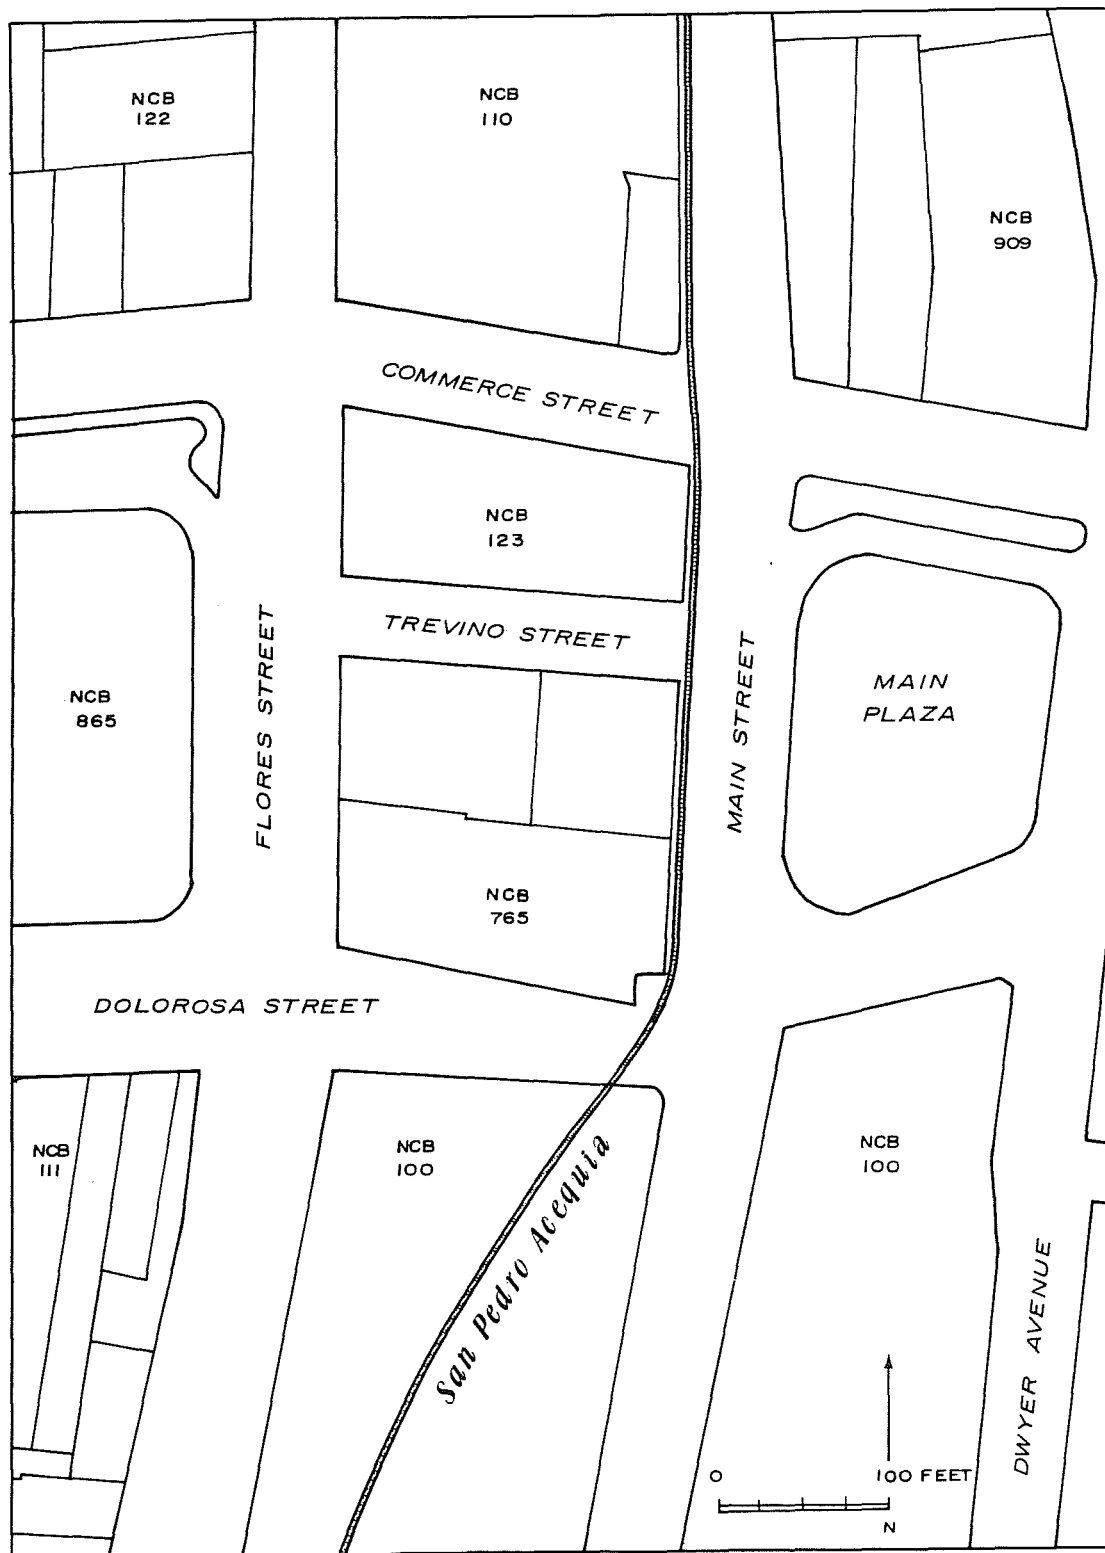 NCB
122
NCB
110
NCB
909
COMMERCE STREET
NCB
123
TREVINO STREET
FLORES STREET
NCB
865
MAIN STREET
MAIN
PLAZA
NCB
765
DOLOROSA STREET
NCB
111
NCB
100
NCB
100
San Pedro Acequia
DWYER AVENUE
0 100 FEET
N